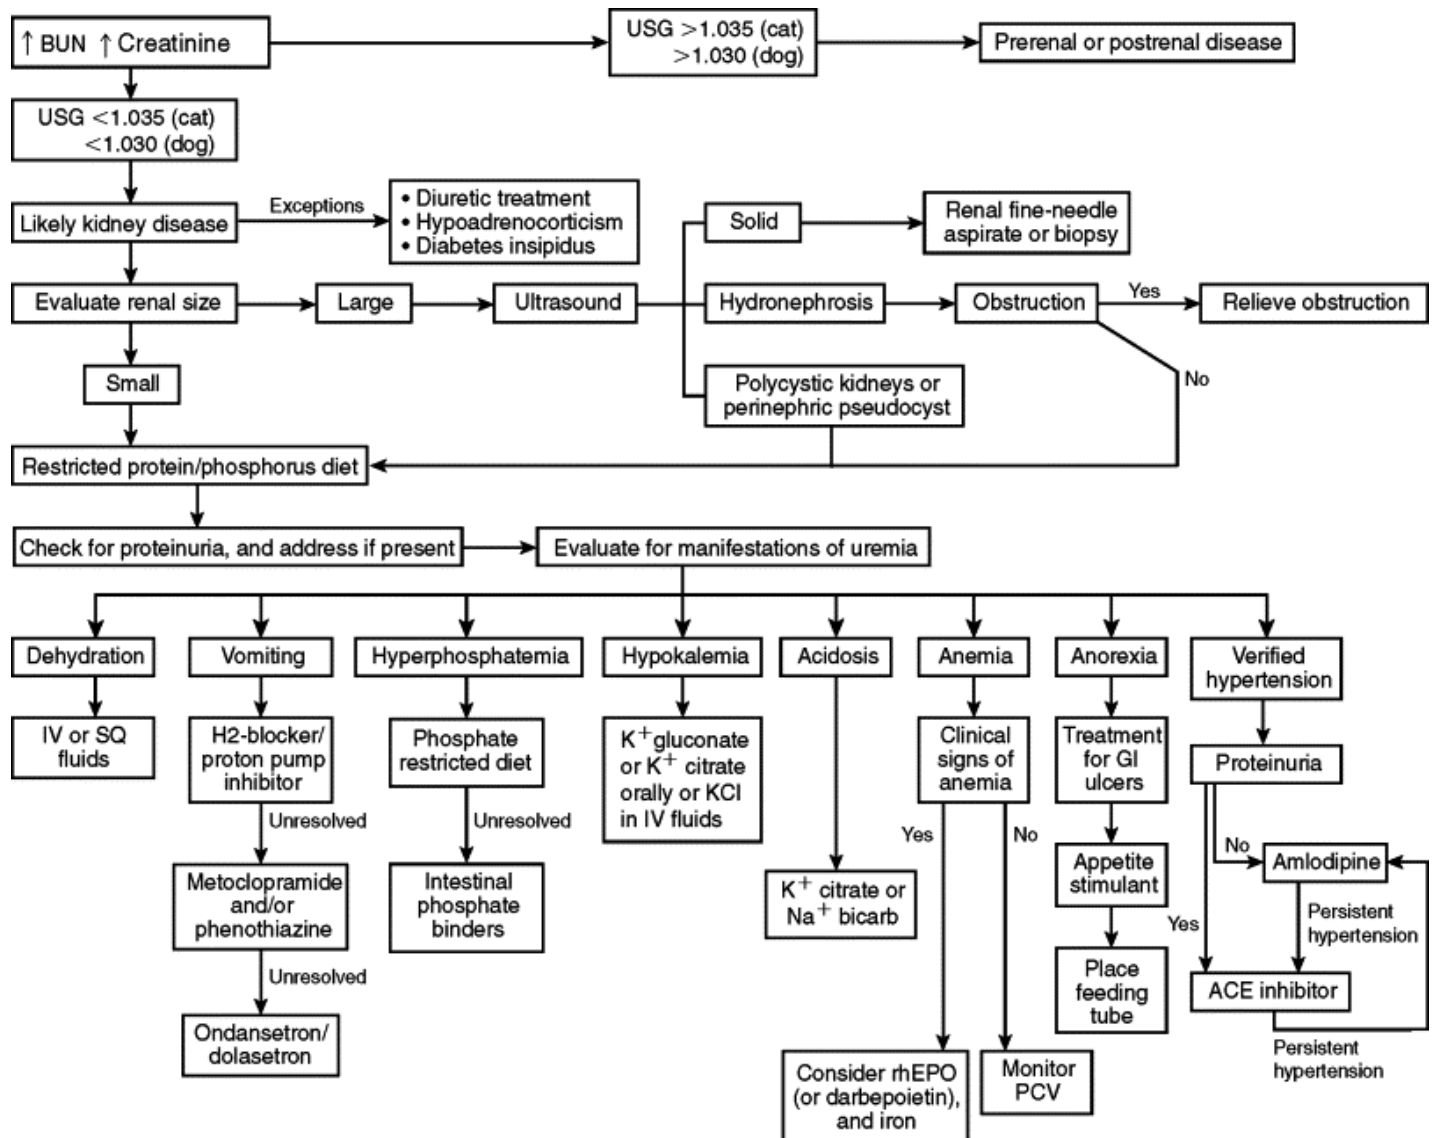 ↑ BUN ↑ Creatinine
USG >1.035 (cat)
>1.030 (dog)
Prerenal or postrenal disease
USG <1.035 (cat)
<1.030 (dog)
Likely kidney disease
Exceptions
• Diuretic treatment
• Hypoadrenocorticism
• Diabetes insipidus
Solid
Renal fine-needle
aspirate or biopsy
Evaluate renal size
Large
Ultrasound
Hydronephrosis
Obstruction
Yes
Relieve obstruction
No
Small
Polycystic kidneys or
perinephric pseudocyst
Restricted protein/phosphorus diet
Check for proteinuria, and address if present
Evaluate for manifestations of uremia
Dehydration
Vomiting
Hyperphosphatemia
Hypokalemia
Acidosis
Anemia
Anorexia
Verified
hypertension
IV or SQ
fluids
H2-blocker/
proton pump
inhibitor
Phosphate
restricted diet
K+gluconate
or K+ citrate
orally or KCl
in IV fluids
Clinical
signs of
anemia
Treatment
for GI
ulcers
Proteinuria
Unresolved
Unresolved
Yes
No
No
Amlodipine
Metoclopramide
and/or
phenothiazine
Intestinal
phosphate
binders
K+ citrate or
Na+ bicarb
Appetite
stimulant
Yes
Persistent
hypertension
Unresolved
Place
feeding
tube
ACE inhibitor
Ondansetron/
dolasetron
Consider rhEPO
(or darbepoietin),
and iron
Monitor
PCV
Persistent
hypertension